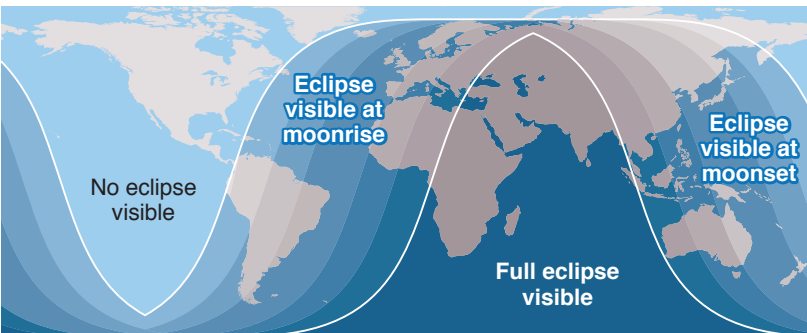 Eclipse
visible at
moonrise
Eclipse
visible at
moonset
No eclipse
visible
Full eclipse
visible